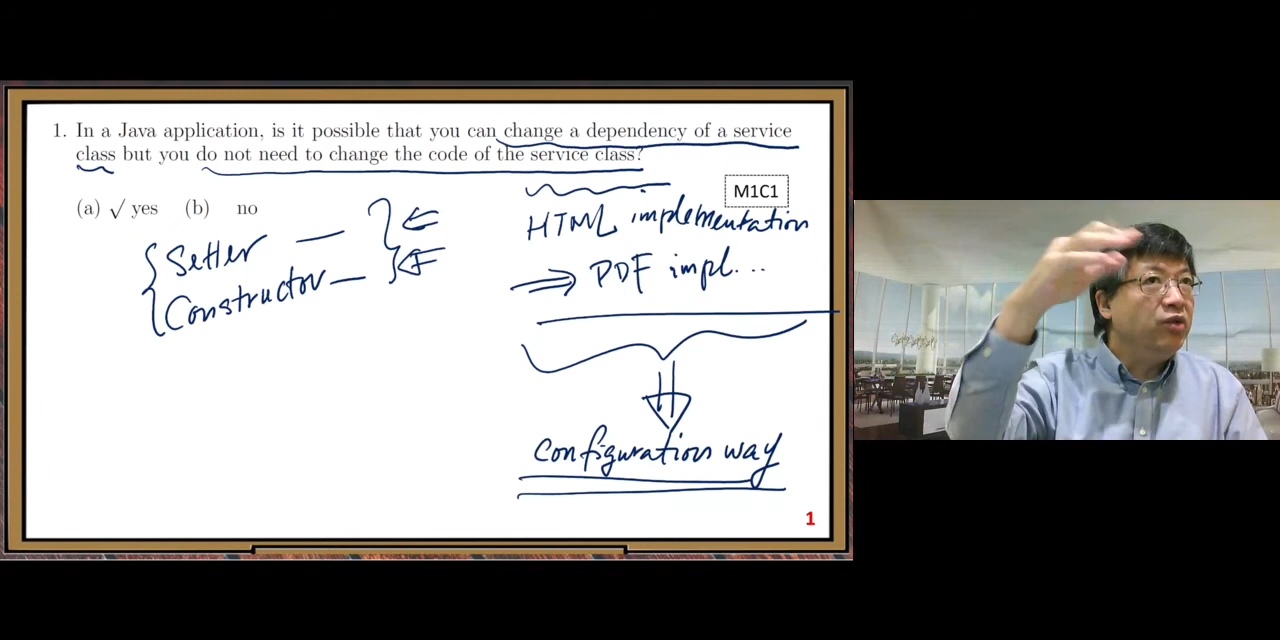 1. In a Java application, is it possible that you can change a dependency of a service
class but you do not need to change the code of the service class?
M1C1
(a) √ yes (b) no
HTML implementation
Setter
PDF impl...
Constructor
configuration way
1